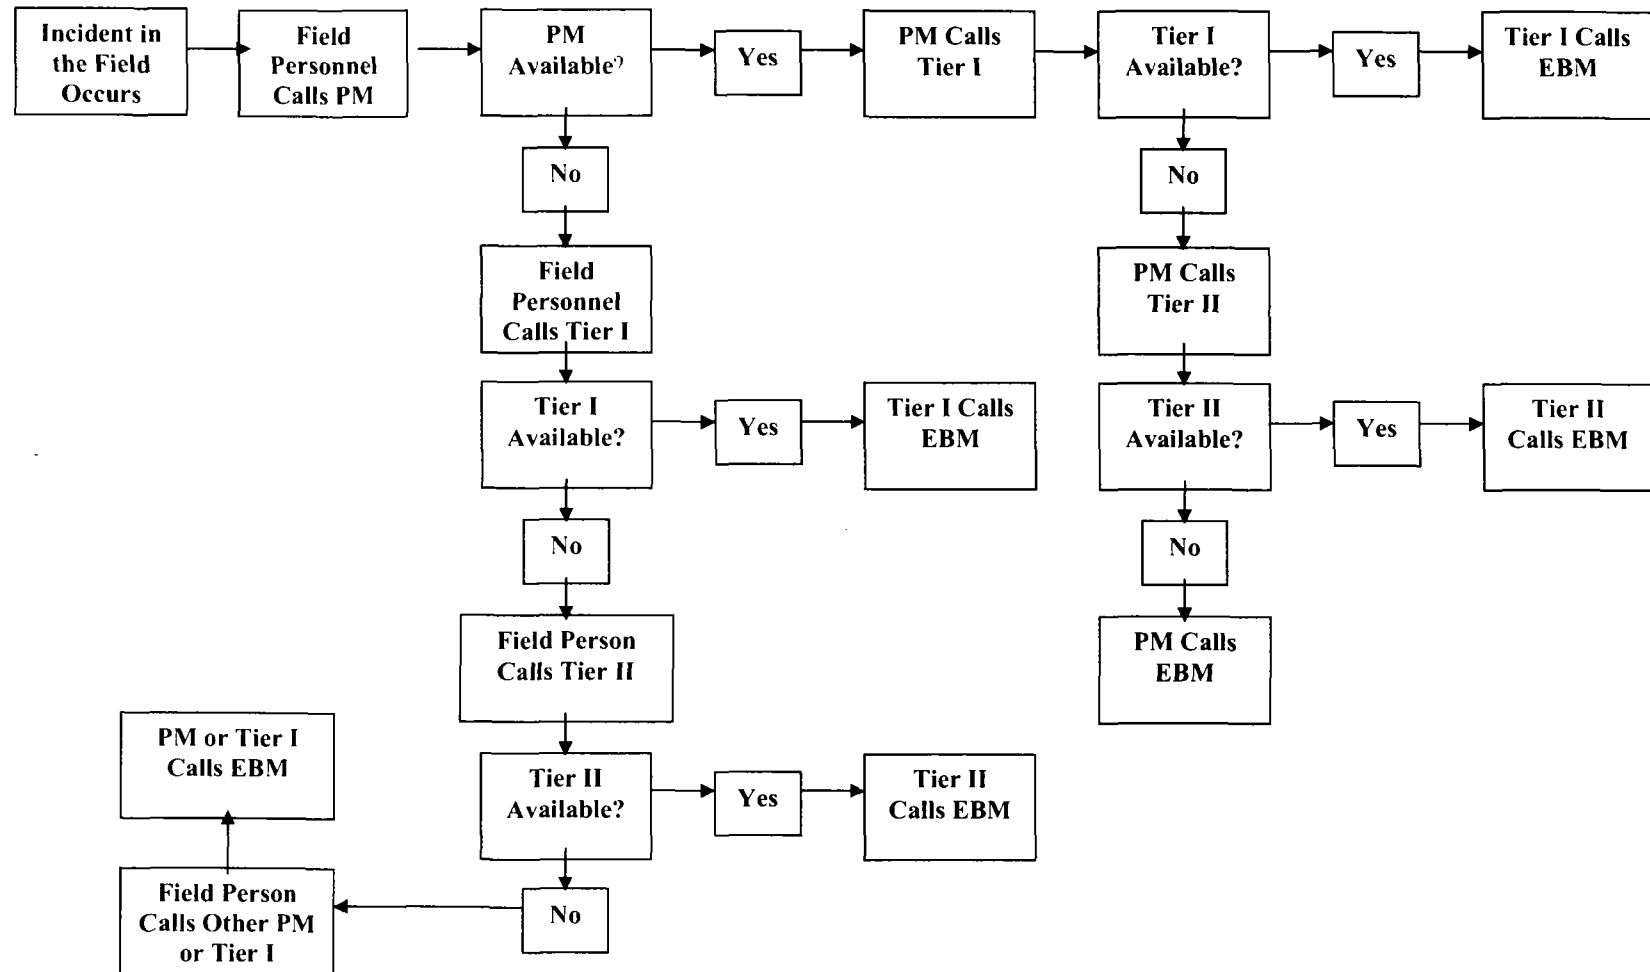 Incident in
the Field
Occurs
Field
Personnel
Calls PM
PM
Available?
Yes
PM Calls
Tier I
Tier I
Available?
Yes
Tier I Calls
EBM
No
No
Field
Personnel
Calls Tier I
PM Calls
Tier II
Tier I
Available?
Yes
Tier I Calls
EBM
Tier II
Available?
Yes
Tier II
Calls EBM
No
No
Field Person
Calls Tier II
PM Calls
EBM
PM or Tier I
Calls EBM
Tier II
Available?
Yes
Tier II
Calls EBM
Field Person
Calls Other PM
or Tier I
No